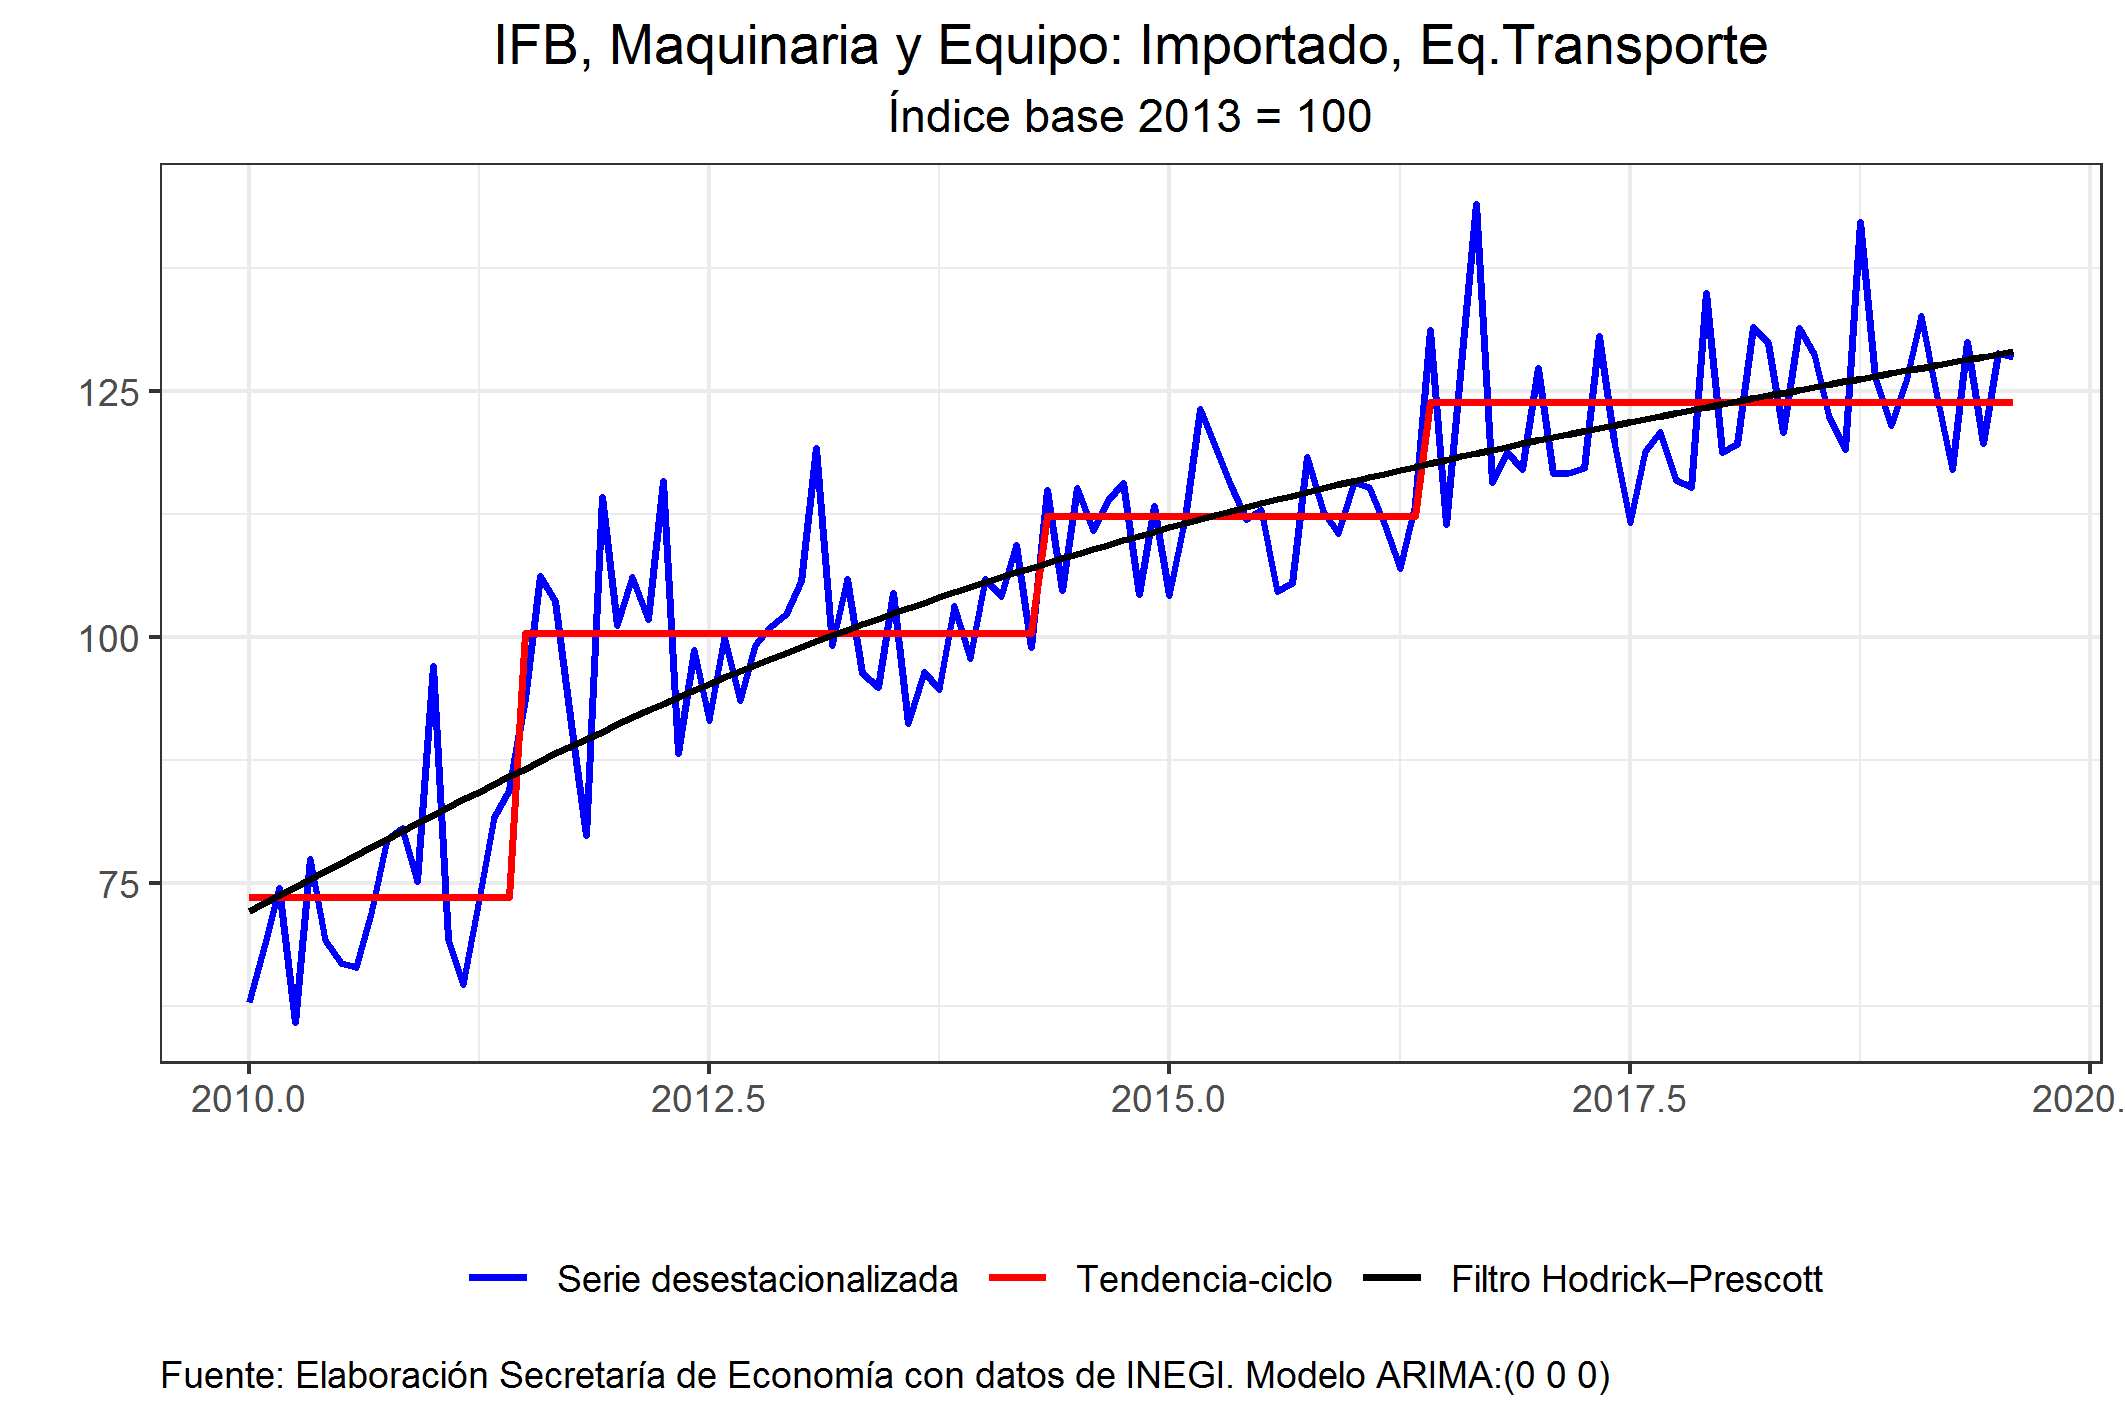 IFB, Maquinaria y Equipo: Importado, Eq.Transporte
Índice base 2013 = 100
125
100
75
2010.0 2012.5 2015.0 2017.5 2020.
Serie desestacionalizada Tendencia-ciclo Filtro Hodrick–Prescott
Fuente: Elaboración Secretaría de Economía con datos de INEGI. Modelo ARIMA:(0 0 0)